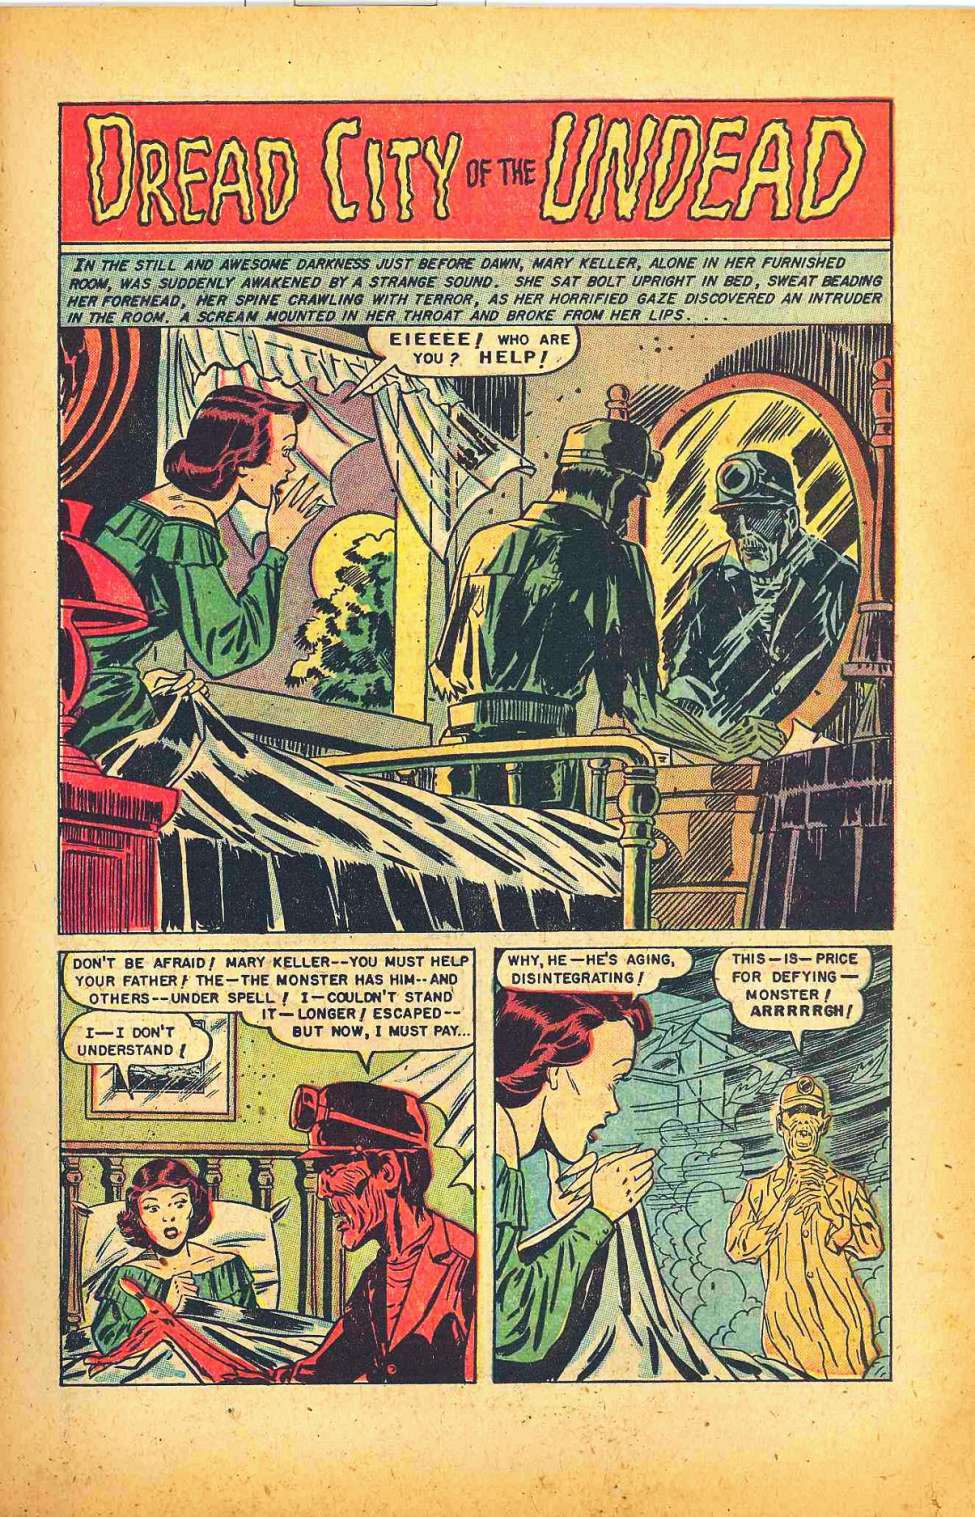 DREAD CITY OF THE UNDEAD
IN THE STILL AND AWESOME DARKNESS JUST BEFORE DAWN, MARY KELLER, ALONE IN HER FURNISHED
ROOM, WAS SUDDENLY AWAKENED BY A STRANGE SOUND. SHE SAT BOLT UPRIGHT IN BED, SWEAT BEADING
HER FOREHEAD, HER SPINE CRAWLING WITH TERROR, AS HER HORRIFIED GAZE DISCOVERED AN INTRUDER
IN THE ROOM. A SCREAM MOUNTED IN HER THROAT AND BROKE FROM HER LIPS. . . .
EIEEEE! WHO ARE
YOU? HELP!
DON'T BE AFRAID! MARY KELLER--YOU MUST HELP
YOUR FATHER! THE—THE MONSTER HAS HIM--AND
OTHERS--UNDER SPELL! I—COULDN'T STAND
IT—LONGER! ESCAPED--
BUT NOW, I MUST PAY...
I—I DON'T
UNDERSTAND!
WHY, HE—HE'S AGING,
DISINTEGRATING!
THIS—IS—PRICE
FOR DEFYING—
MONSTER!
ARRRRRGH!